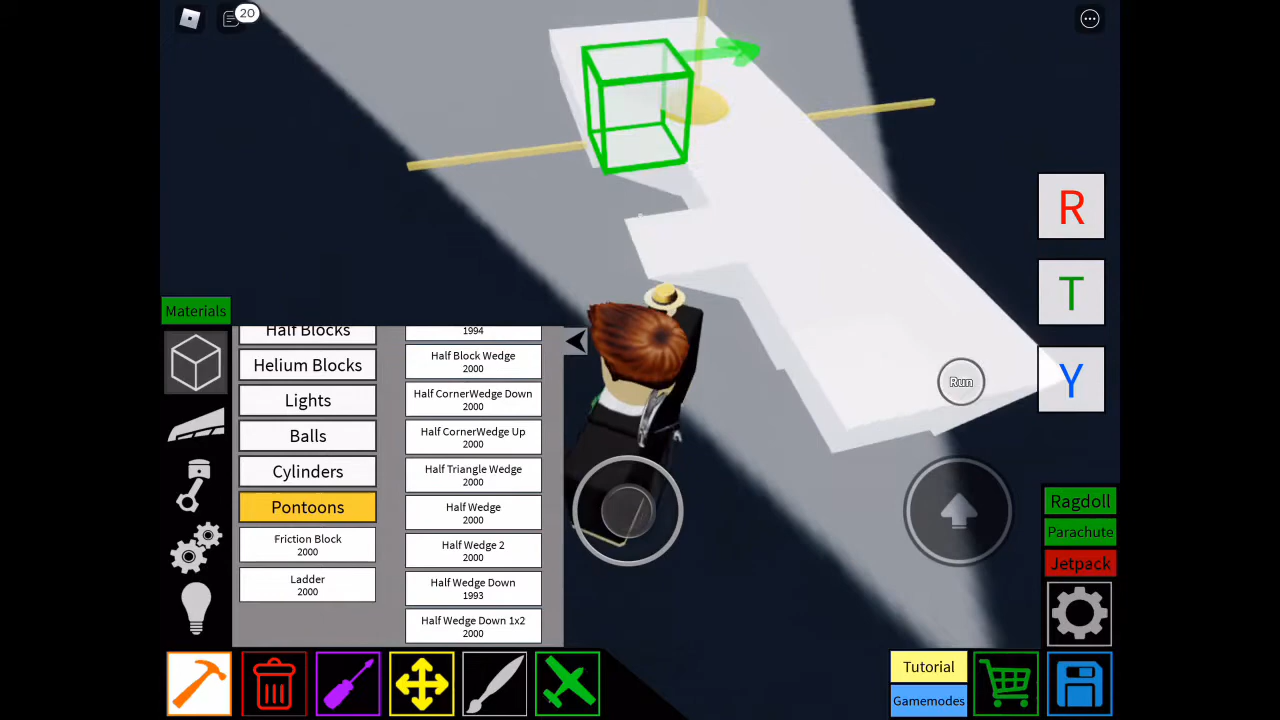 20
R
T
Y
Materials
Half Blocks
Helium Blocks
Lights
Balls
Cylinders
Pontoons
Friction Block
2000
Ladder
2000
1994
Half Block Wedge
2000
Half CornerWedge Down
2000
Half CornerWedge Up
2000
Half Triangle Wedge
2000
Half Wedge
2000
Half Wedge 2
2000
Half Wedge Down
1993
Half Wedge Down 1x2
2000
Run
Ragdoll
Parachute
Jetpack
Tutorial
Gamemodes